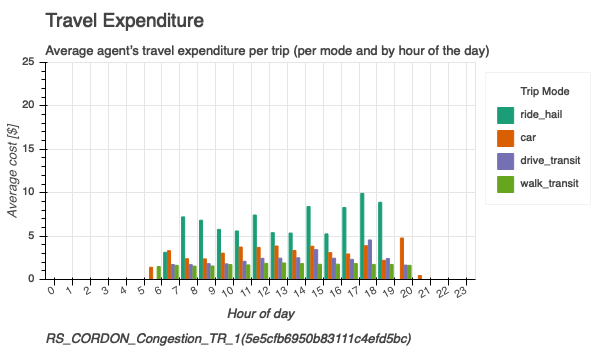 Travel Expenditure
Average agent's travel expenditure per trip (per mode and by hour of the day)
25
20
15
10
5
0
Average cost [$]
0 1 2 3 4 5 6 7 8 9 10 11 12 13 14 15 16 17 18 19 20 21 22 23
Hour of day
Trip Mode
ride_hail
car
drive_transit
walk_transit
RS_CORDON_Congestion_TR_1(5e5cfb6950b83111c4efd5bc)